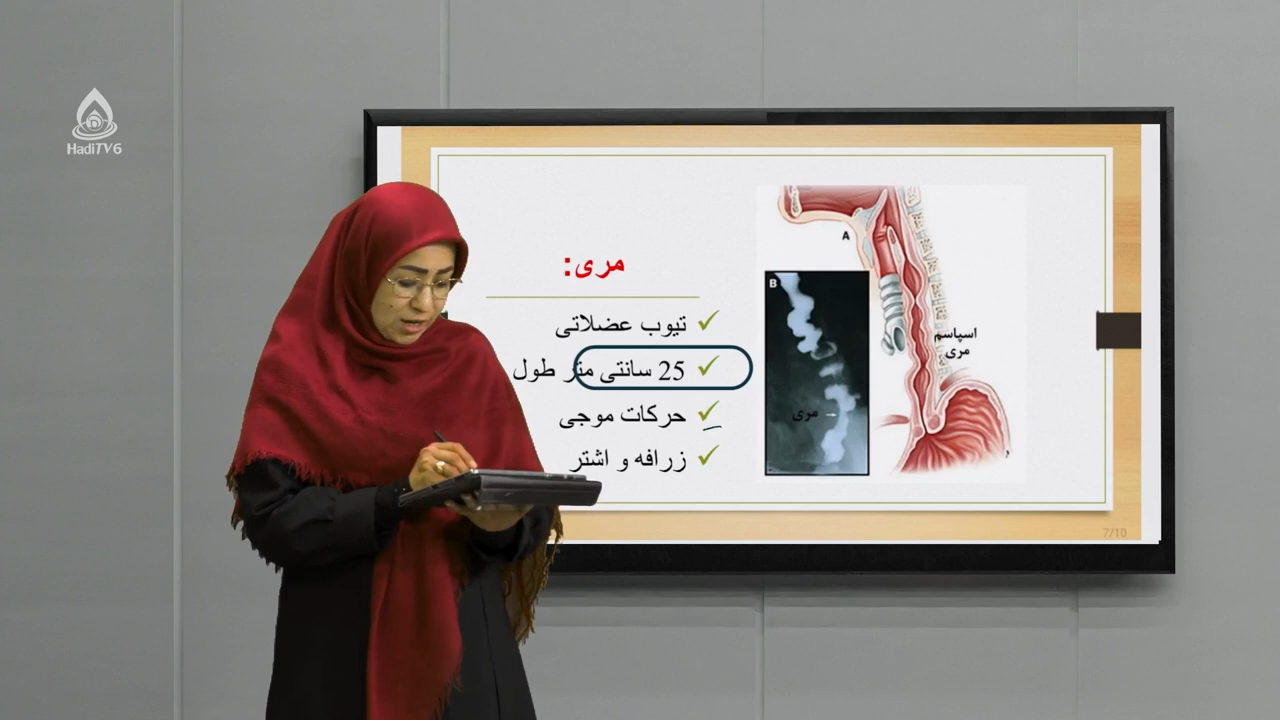 HadiTV6
مری:
تیوب عضلاتی
25 سانتی متر طول
حرکات موجی
زرافه و اشتر
A
B
اسپاسم
مری
مری
7/10